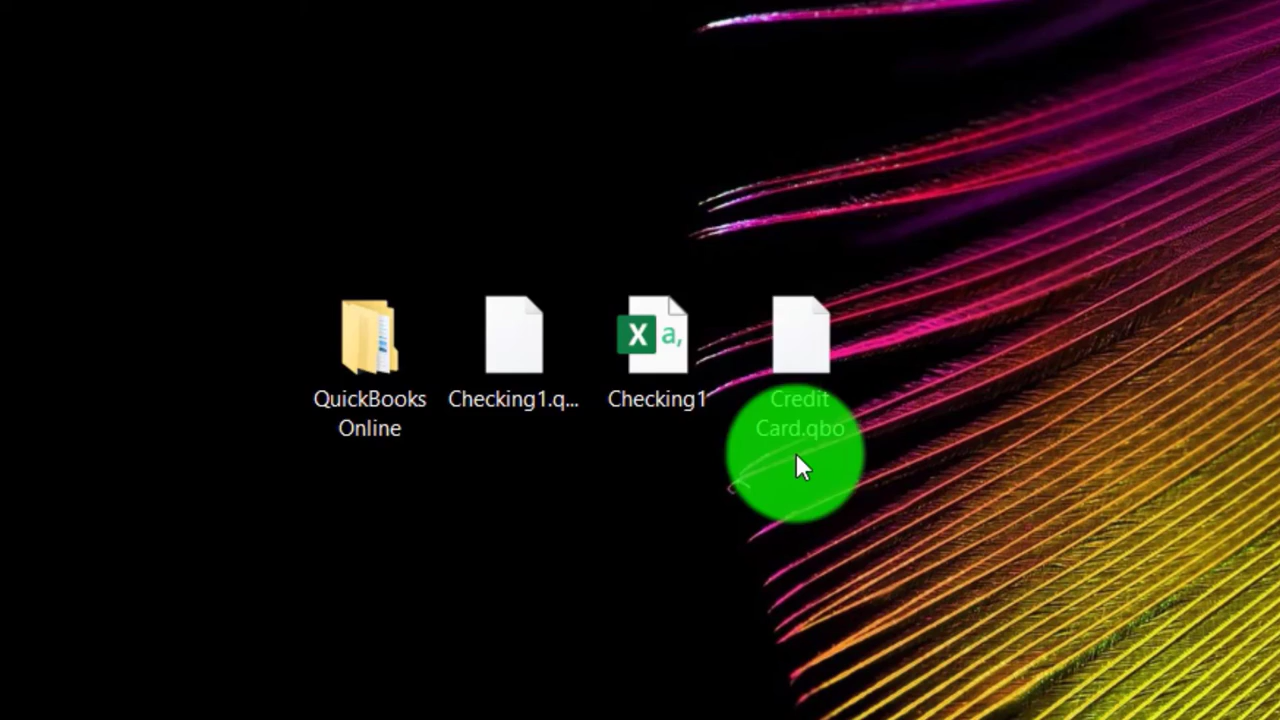 X a,
QuickBooks
Online
Checking1.q...
Checking1
Credit
Card.qbo